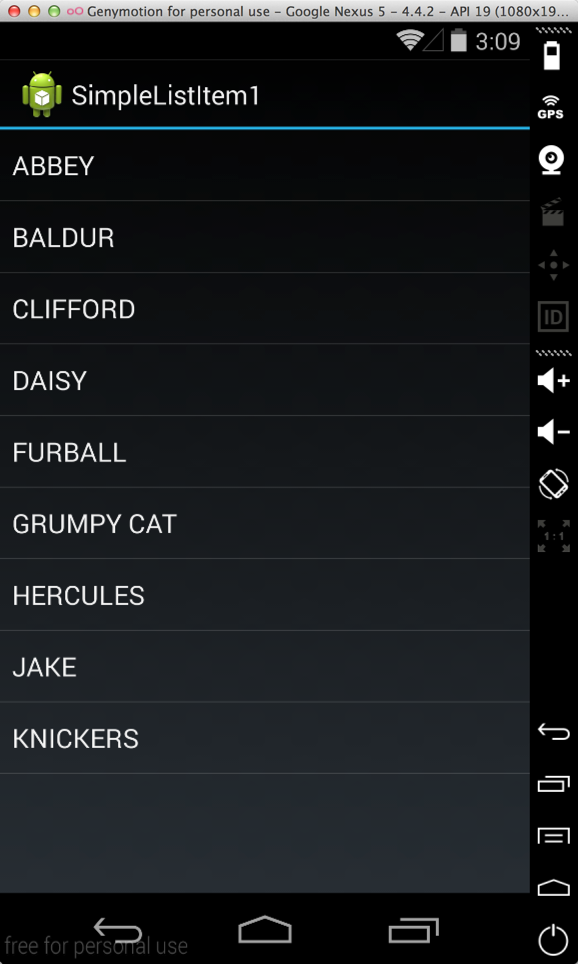 Genymotion for personal use – Google Nexus 5 – 4.4.2 – API 19 (1080x19...
3:09
GPS
SimpleListItem1
ABBEY
BALDUR
CLIFFORD
ID
DAISY
FURBALL
GRUMPY CAT
1:1
HERCULES
JAKE
KNICKERS
free for personal use